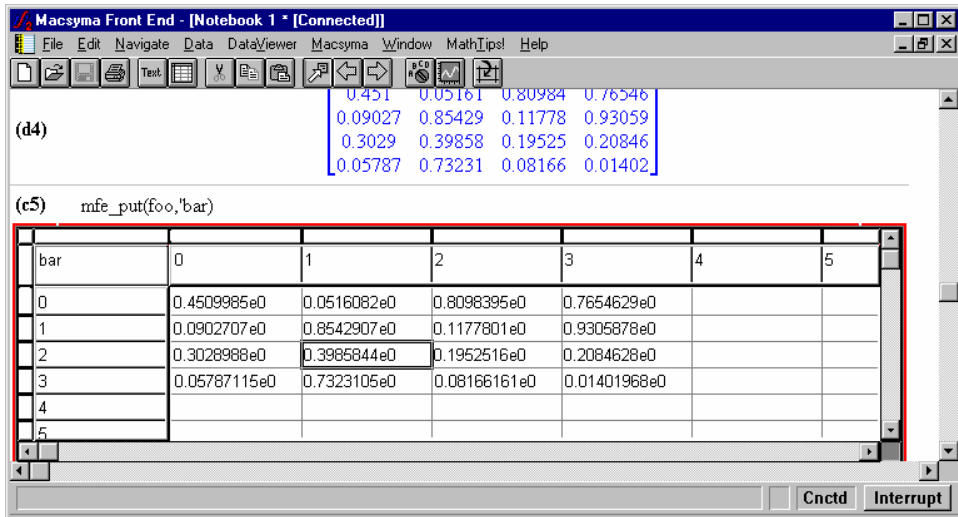 Macsyma Front End - [Notebook 1 * [Connected]]
File Edit Navigate Data DataViewer Macsyma Window MathTips! Help
Text
0.451 0.05161 0.80984 0.76546
(d4)
0.09027 0.85429 0.11778 0.93059
0.3029 0.39858 0.19525 0.20846
0.05787 0.73231 0.08166 0.01402
(c5) mfe_put(foo,'bar)
bar 0 1 2 3 4 5
0 0.4509985e0 0.0516082e0 0.8098395e0 0.7654629e0
1 0.0902707e0 0.8542907e0 0.1177801e0 0.9305878e0
2 0.3028988e0 0.3985844e0 0.1952516e0 0.2084628e0
3 0.05787115e0 0.7323105e0 0.08166161e0 0.01401968e0
4
5
Cnctd Interrupt